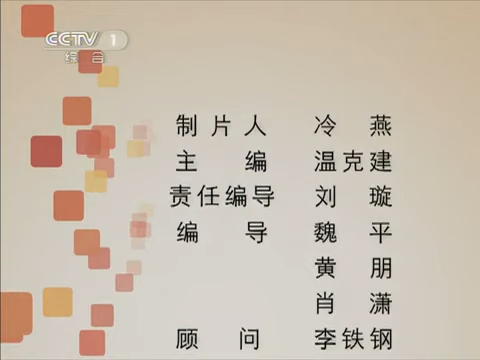 CCTV 1
综合
制片人 冷燕
主编 温克建
责任编导 刘璇
编导 魏平
黄朋
肖潇
顾问 李铁钢